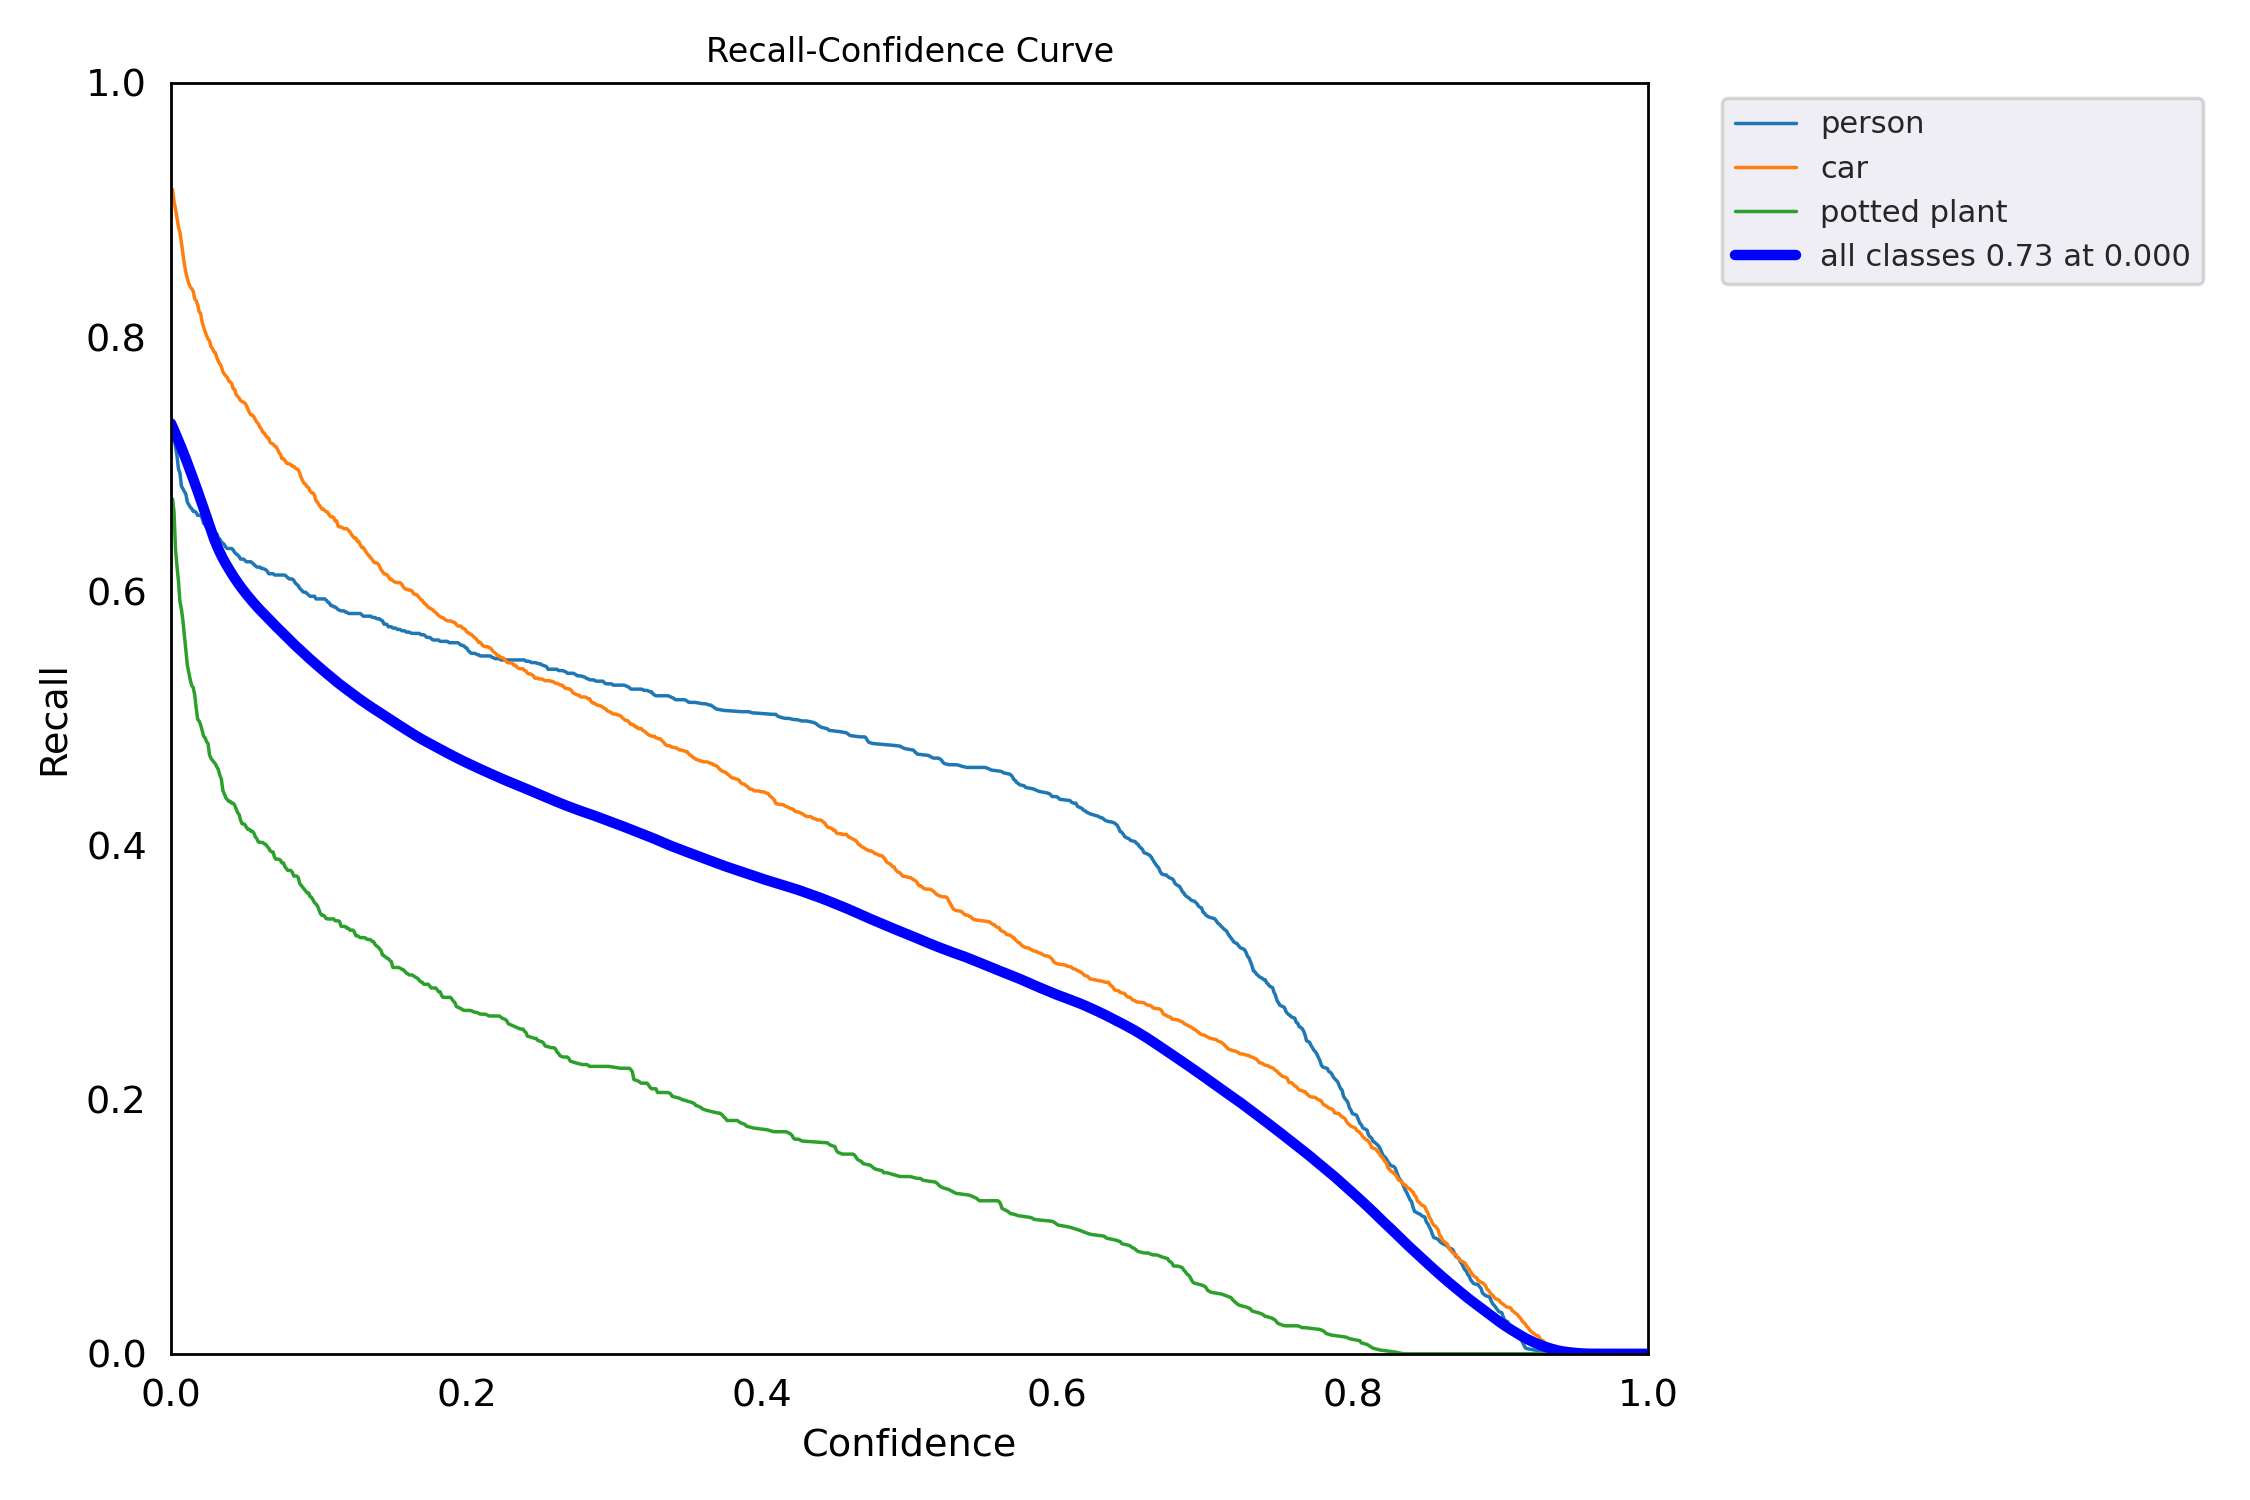 Recall-Confidence Curve
1.0
0.8
0.6
0.4
0.2
0.0
Recall
0.0 0.2 0.4 0.6 0.8 1.0
Confidence
person
car
potted plant
all classes 0.73 at 0.000